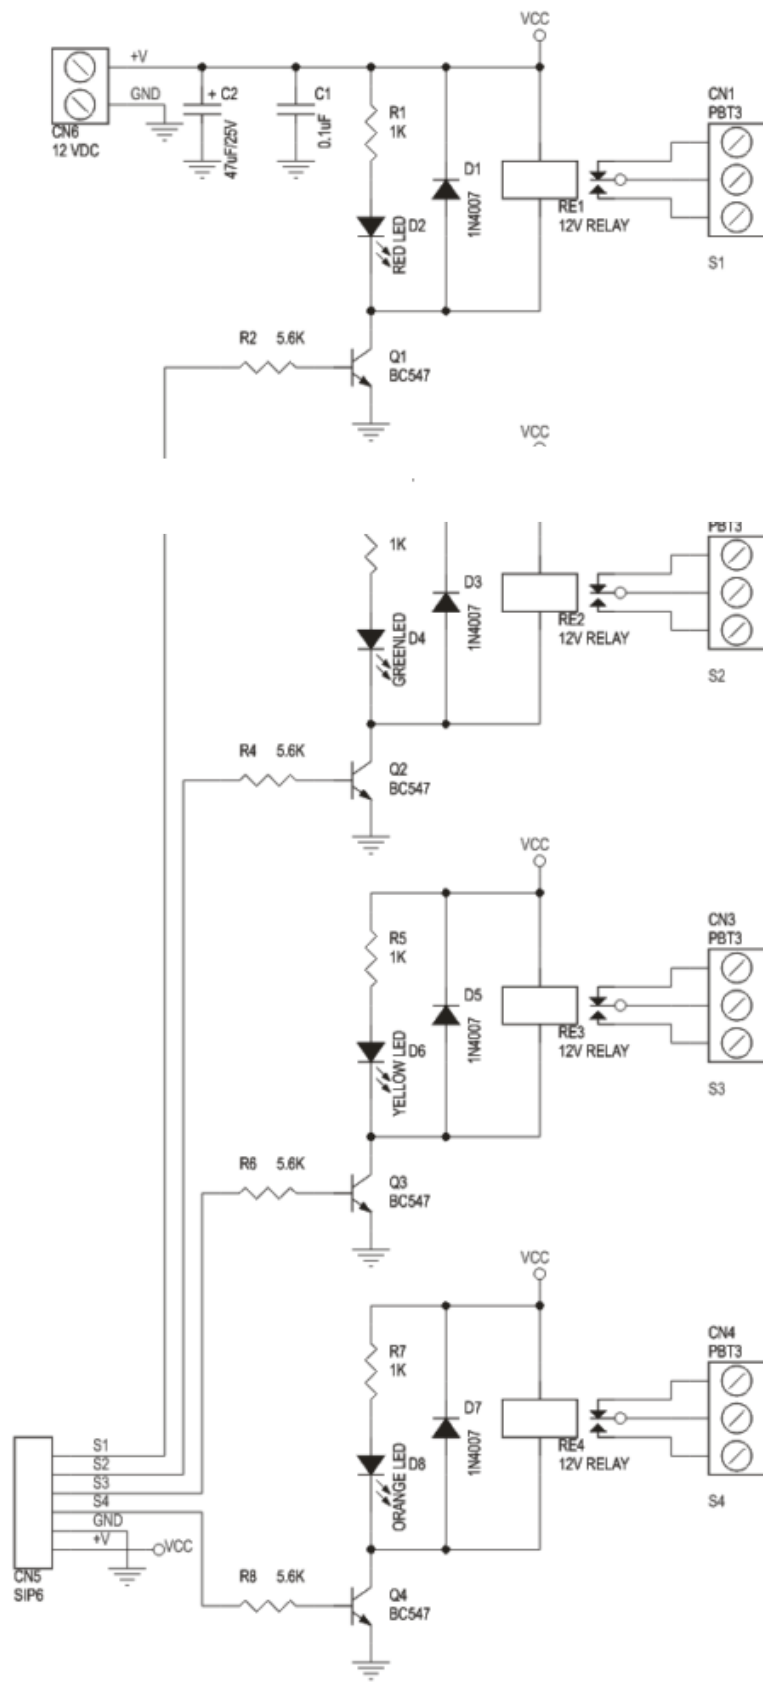 VCC
+V
GND
CN6
12 VDC
+ C2
47uF/25V
C1
0.1uF
R1
1K
D2
RED LED
D1
1N4007
RE1
12V RELAY
CN1
PBT3
S1
R2 5.6K
Q1
BC547
VCC
PBT3
1K
D4
GREENLED
D3
1N4007
RE2
12V RELAY
S2
R4 5.6K
Q2
BC547
VCC
R5
1K
D6
YELLOW LED
D5
1N4007
RE3
12V RELAY
CN3
PBT3
S3
R6 5.6K
Q3
BC547
VCC
R7
1K
D8
ORANGE LED
D7
1N4007
RE4
12V RELAY
CN4
PBT3
S4
S1
S2
S3
S4
GND
+V
VCC
CN5
SIP6
R8 5.6K
Q4
BC547